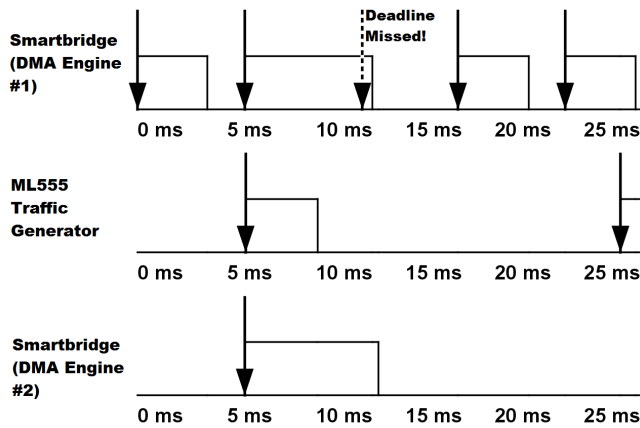 Deadline
Missed!
Smartbridge
(DMA Engine
#1)
0 ms 5 ms 10 ms 15 ms 20 ms 25 ms
ML555
Traffic
Generator
0 ms 5 ms 10 ms 15 ms 20 ms 25 ms
Smartbridge
(DMA Engine
#2)
0 ms 5 ms 10 ms 15 ms 20 ms 25 ms